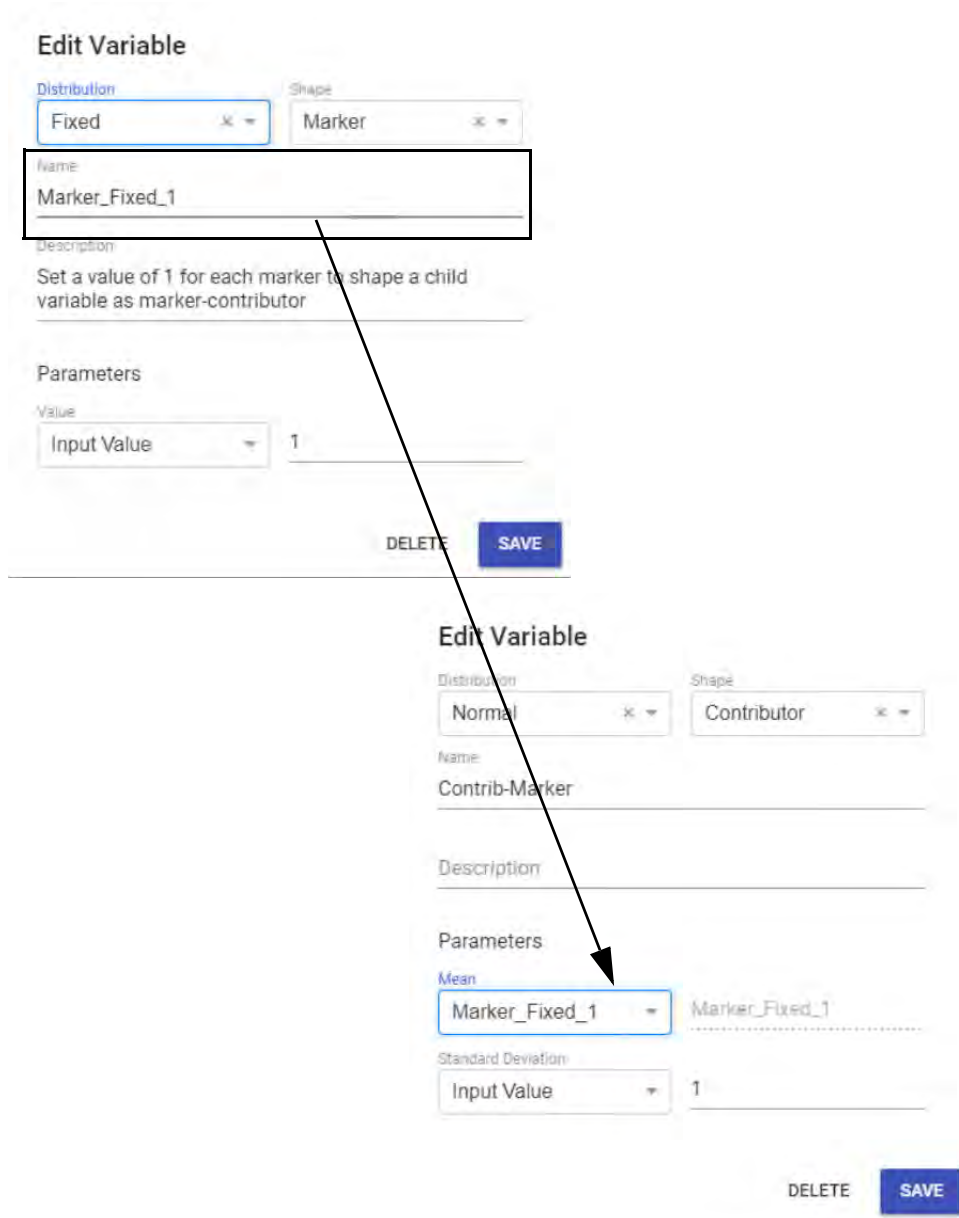 Edit Variable
Distribution Shape
Fixed Marker
Name
Marker_Fixed_1
Description
Set a value of 1 for each marker to shape a child
variable as marker-contributor
Parameters
Value
Input Value 1
DELETE SAVE
Edit Variable
Distribution Shape
Normal Contributor
Name
Contrib-Marker
Description
Parameters
Mean
Marker_Fixed_1 Marker_Fixed_1
Standard Deviation
Input Value 1
DELETE SAVE